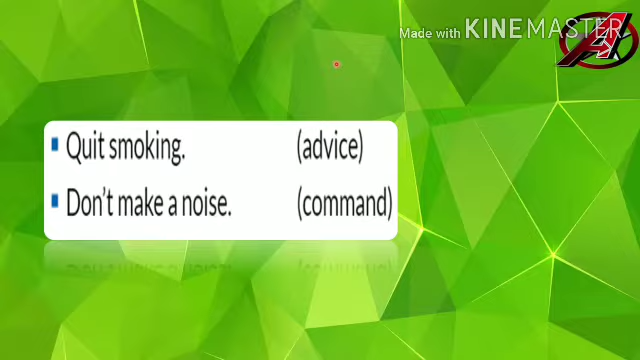 Made with KINEMASTER
Quit smoking. (advice)
Don't make a noise. (command)